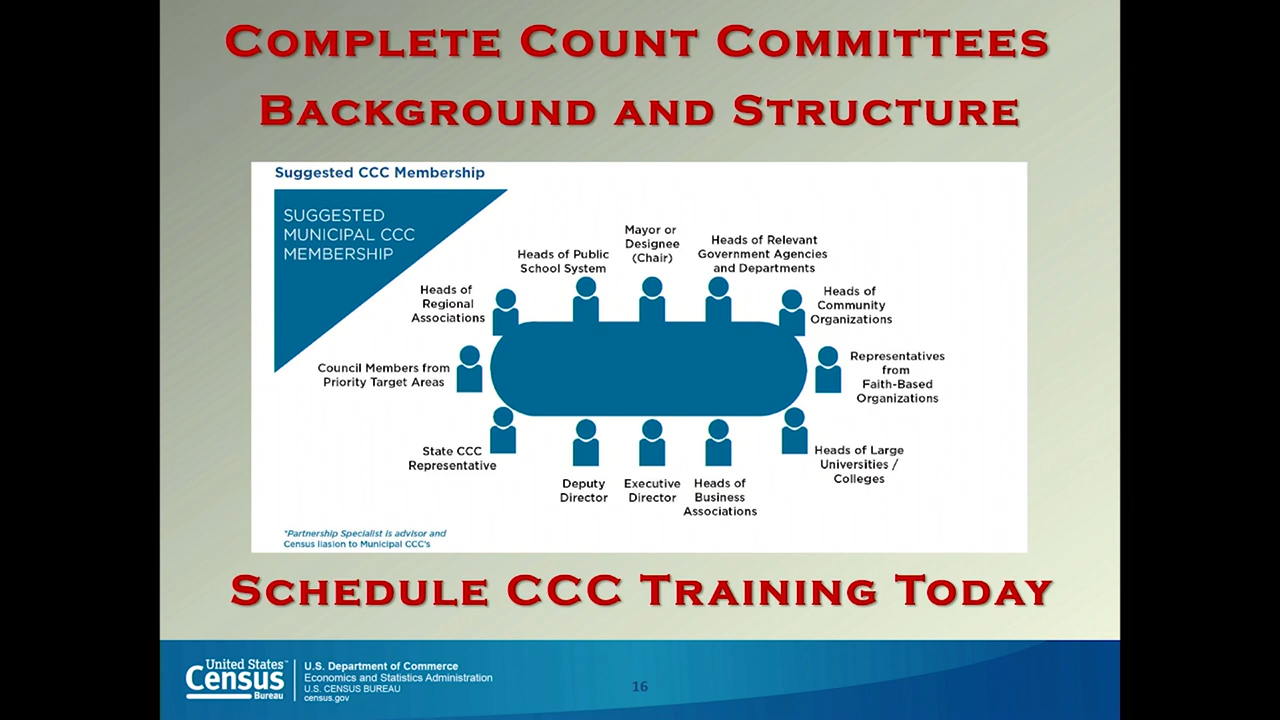 COMPLETE COUNT COMMITTEES
BACKGROUND AND STRUCTURE
Suggested CCC Membership
SUGGESTED
MUNICIPAL CCC
MEMBERSHIP
Mayor or
Designee
(Chair)
Heads of Public
School System
Heads of Relevant
Government Agencies
and Departments
Heads of
Regional
Associations
Heads of
Community
Organizations
Council Members from
Priority Target Areas
Representatives
from
Faith-Based
Organizations
State CCC
Representative
Deputy
Director
Executive
Director
Heads of
Business
Associations
Heads of Large
Universities /
Colleges
*Partnership Specialist is advisor and
Census liasion to Municipal CCC's
SCHEDULE CCC TRAINING TODAY
United States™
Census
Bureau
U.S. Department of Commerce
Economics and Statistics Administration
U.S. CENSUS BUREAU
census.gov
16